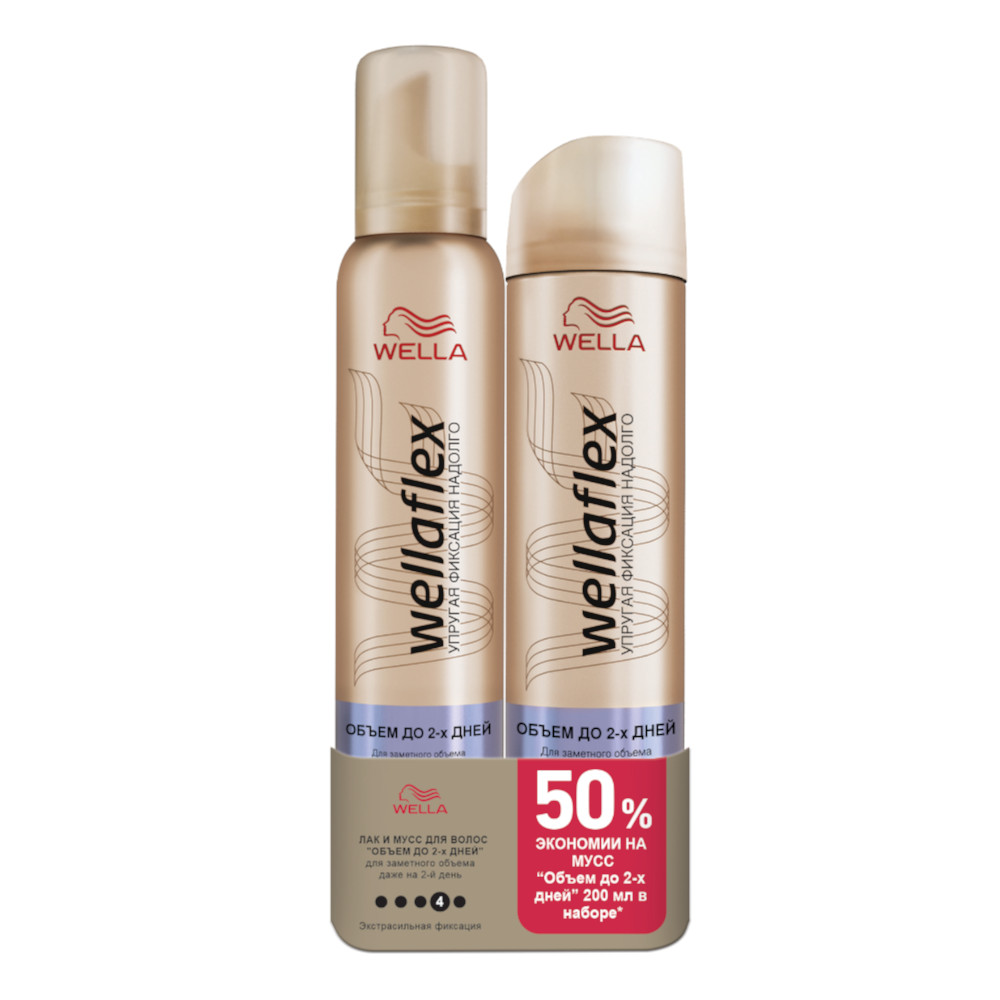 WELLA
wellaflex
УПРУГАЯ ФИКСАЦИЯ НАДОЛГО
ОБЪЕМ ДО 2-х ДНЕЙ
Для заметного объема
WELLA
wellaflex
УПРУГАЯ ФИКСАЦИЯ НАДОЛГО
ОБЪЕМ ДО 2-х ДНЕЙ
Для заметного объема
WELLA
ЛАК И МУСС ДЛЯ ВОЛОС
"ОБЪЕМ ДО 2-х ДНЕЙ"
для заметного объема
даже на 2-й день
4
Экстрасильная фиксация
50%
ЭКОНОМИИ НА
МУСС
“Объем до 2-х
дней” 200 мл в
наборе*